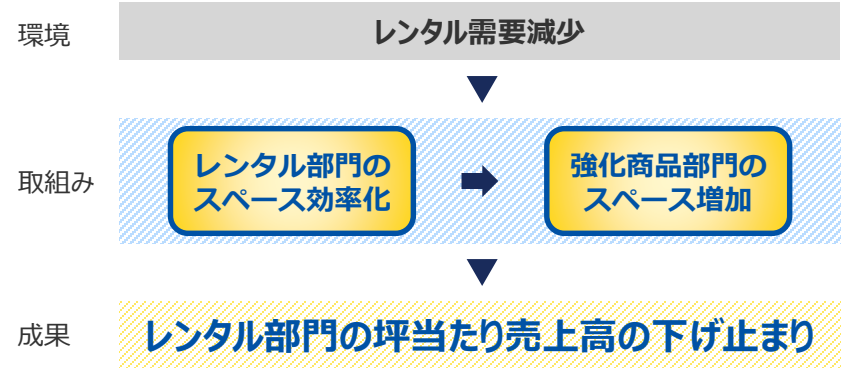 環境
レンタル需要減少
取組み
レンタル部門の
スペース効率化
強化商品部門の
スペース増加
成果
レンタル部門の坪当たり売上高の下げ止まり